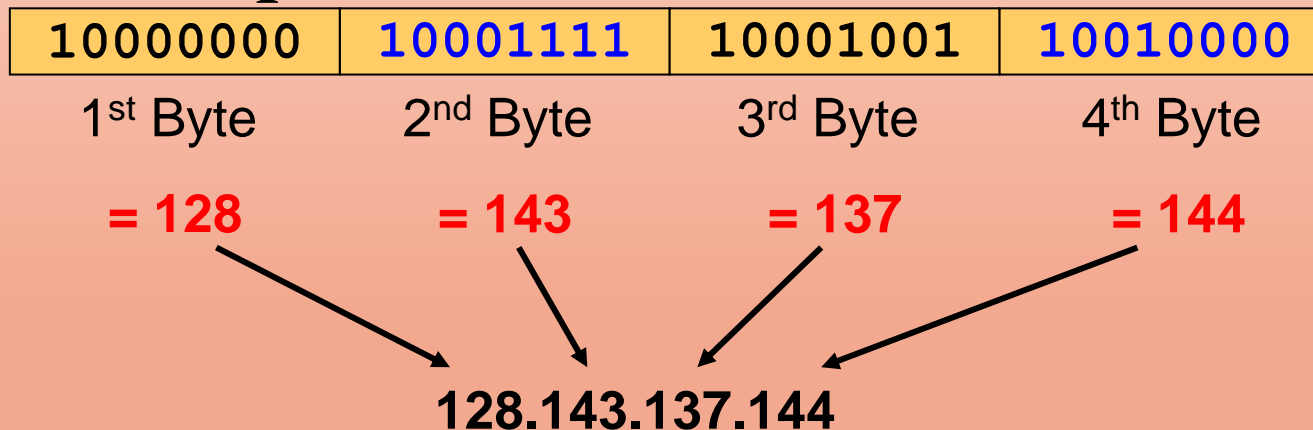 10000000 10001111 10001001 10010000
1st Byte 2nd Byte 3rd Byte 4th Byte
= 128 = 143 = 137 = 144
128.143.137.144